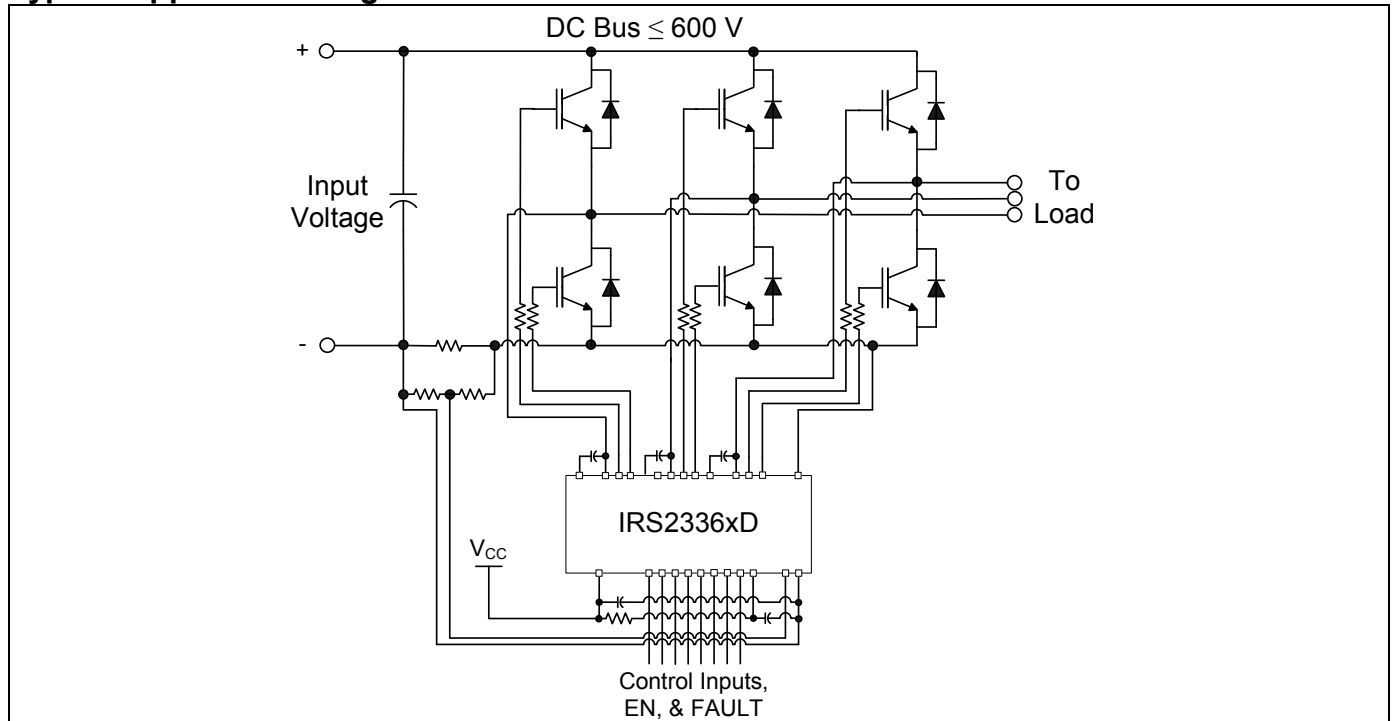 DC Bus ≤ 600 V
+
Input
Voltage
To
Load
-
IRS2336xD
VCC
Control Inputs,
EN, & FAULT